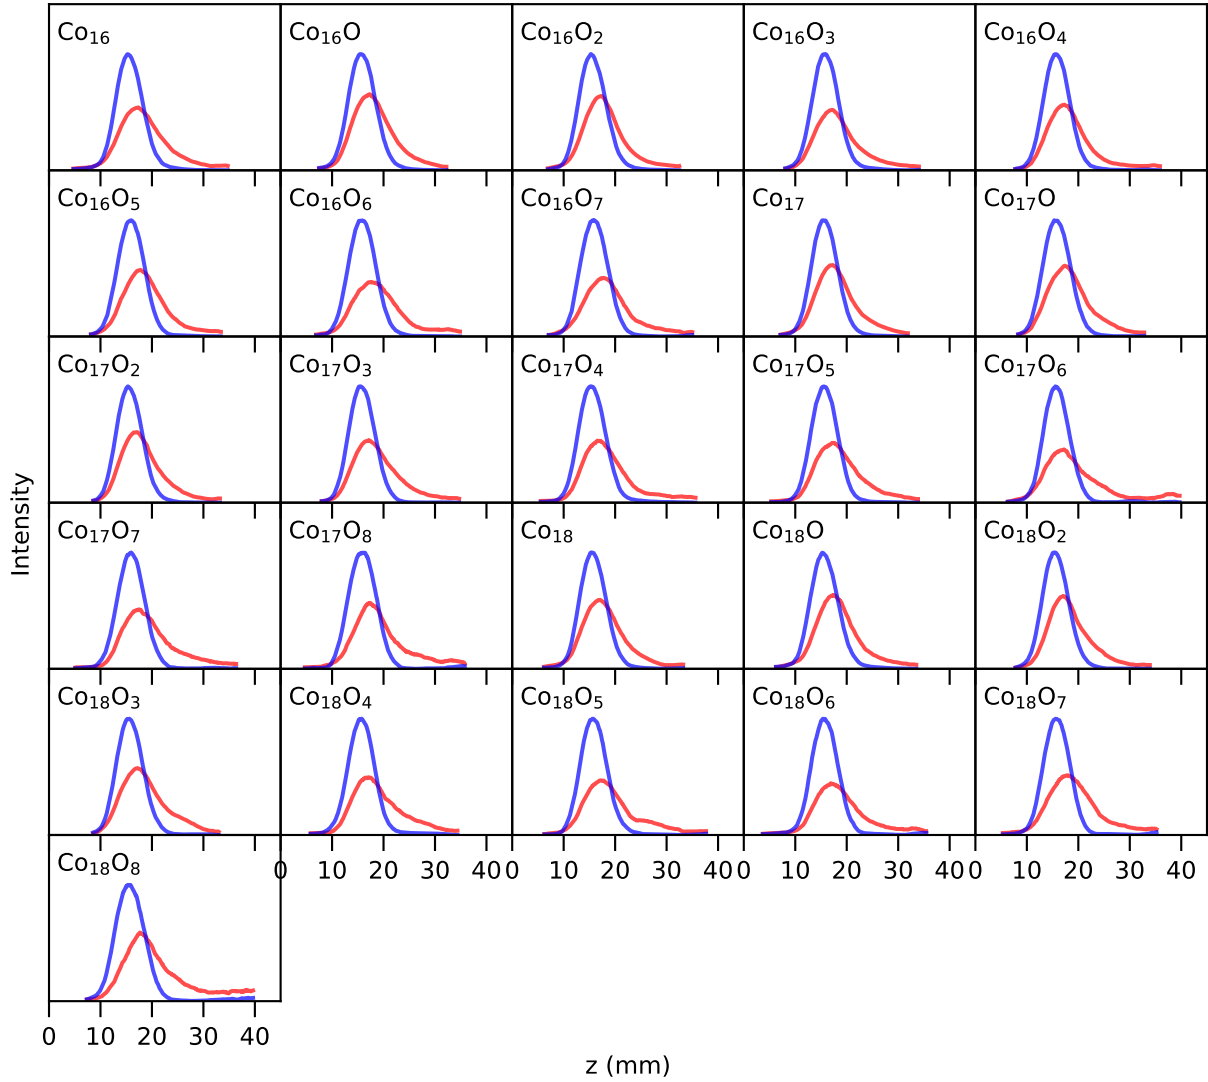 Co₁₆ Co₁₆O Co₁₆O₂ Co₁₆O₃ Co₁₆O₄
Co₁₆O₅ Co₁₆O₆ Co₁₆O₇ Co₁₇ Co₁₇O
Co₁₇O₂ Co₁₇O₃ Co₁₇O₄ Co₁₇O₅ Co₁₇O₆
Intensity
Co₁₇O₇ Co₁₇O₈ Co₁₈ Co₁₈O Co₁₈O₂
Co₁₈O₃ Co₁₈O₄ Co₁₈O₅ Co₁₈O₆ Co₁₈O₇
Co₁₈O₈
0 10 20 30 40 0 10 20 30 40 0 10 20 30 40 0 10 20 30 40
0 10 20 30 40
z (mm)